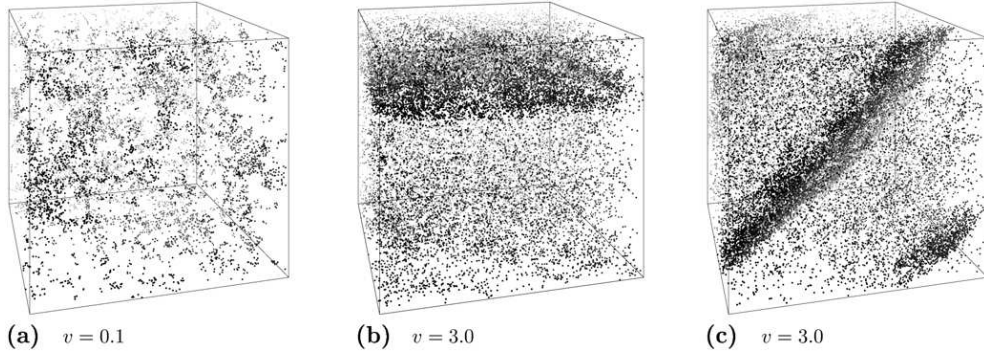 (a) v = 0.1
(b) v = 3.0
(c) v = 3.0